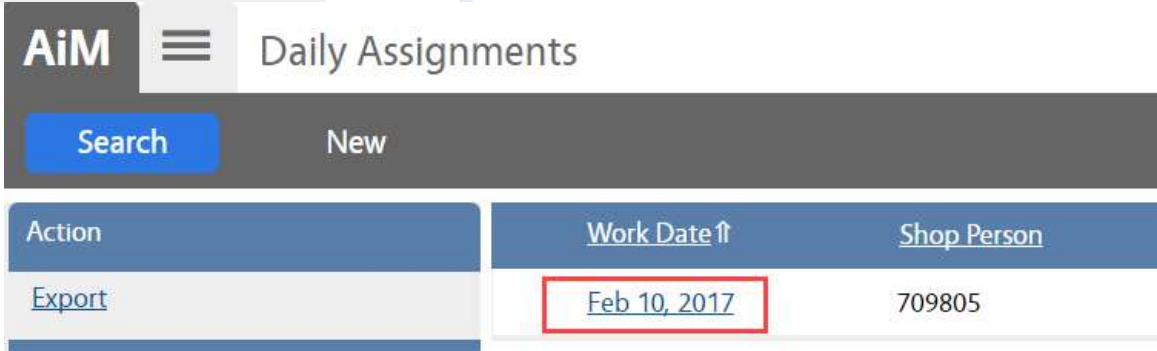 AiM Daily Assignments
Search New
Action
Export
Work Date⇑ Shop Person
Feb 10, 2017 709805